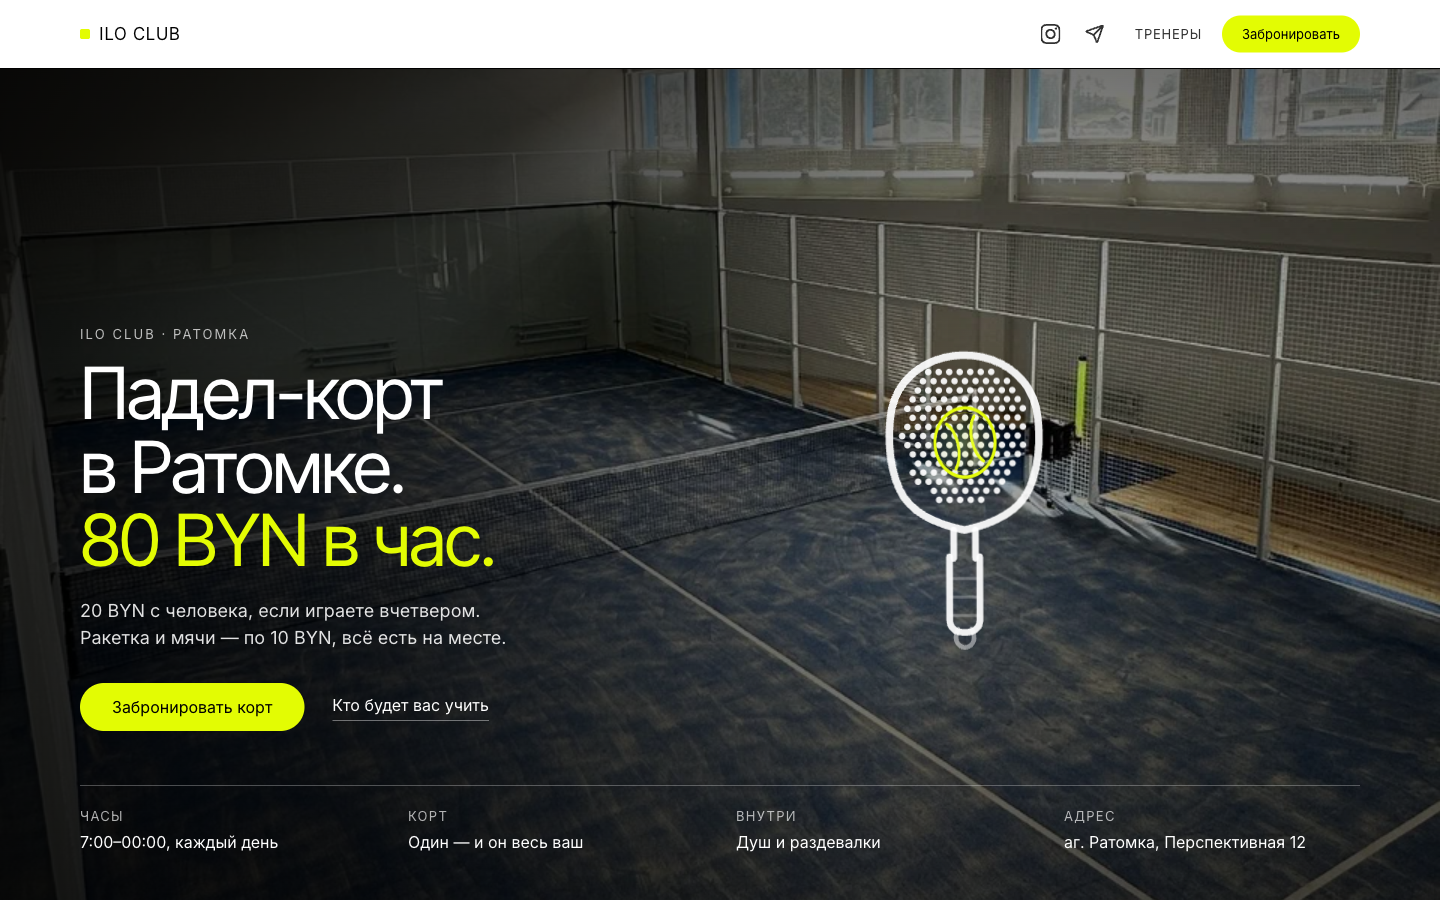 ILO CLUB
ТРЕНЕРЫ
Забронировать
ILO CLUB · РАТОМКА
Падел-корт
в Ратомке.
80 BYN в час.
20 BYN с человека, если играете вчетвером.
Ракетка и мячи — по 10 BYN, всё есть на месте.
Забронировать корт
Кто будет вас учить
ЧАСЫ
7:00–00:00, каждый день
КОРТ
Один — и он весь ваш
ВНУТРИ
Душ и раздевалки
АДРЕС
аг. Ратомка, Перспективная 12